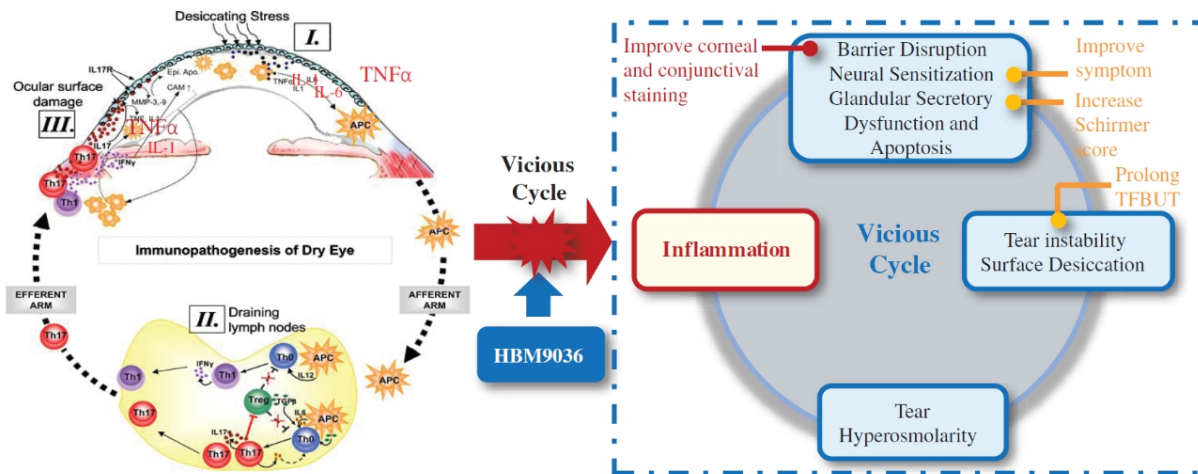 Desiccating Stress
I.
IL17R
Epi. Apo.
TNFα
IL1
IL6
IL-6
TNFα
Ocular surface
damage
III.
MMP-3,-9
CAM ↑
APC
TNFα
IL-1
IL17
Th17
IFNγ
Th17
Th1
APC
Immunopathogenesis of Dry Eye
EFFERENT
ARM
AFFERENT
ARM
II.
Draining
lymph nodes
Th17
APC
IFNγ
Th0
APC
Th1
Th1
IL12
Treg
TGFβ
IL6
APC
Th17
IL17
Th0
Th17
Th17
Vicious
Cycle
HBM9036
Improve corneal
and conjunctival
staining
Barrier Disruption
Neural Sensitization
Glandular Secretory
Dysfunction and
Apoptosis
Improve
symptom
Increase
Schirmer
score
Prolong
TFBUT
Inflammation
Vicious
Cycle
Tear instability
Surface Desiccation
Tear
Hyperosmolarity